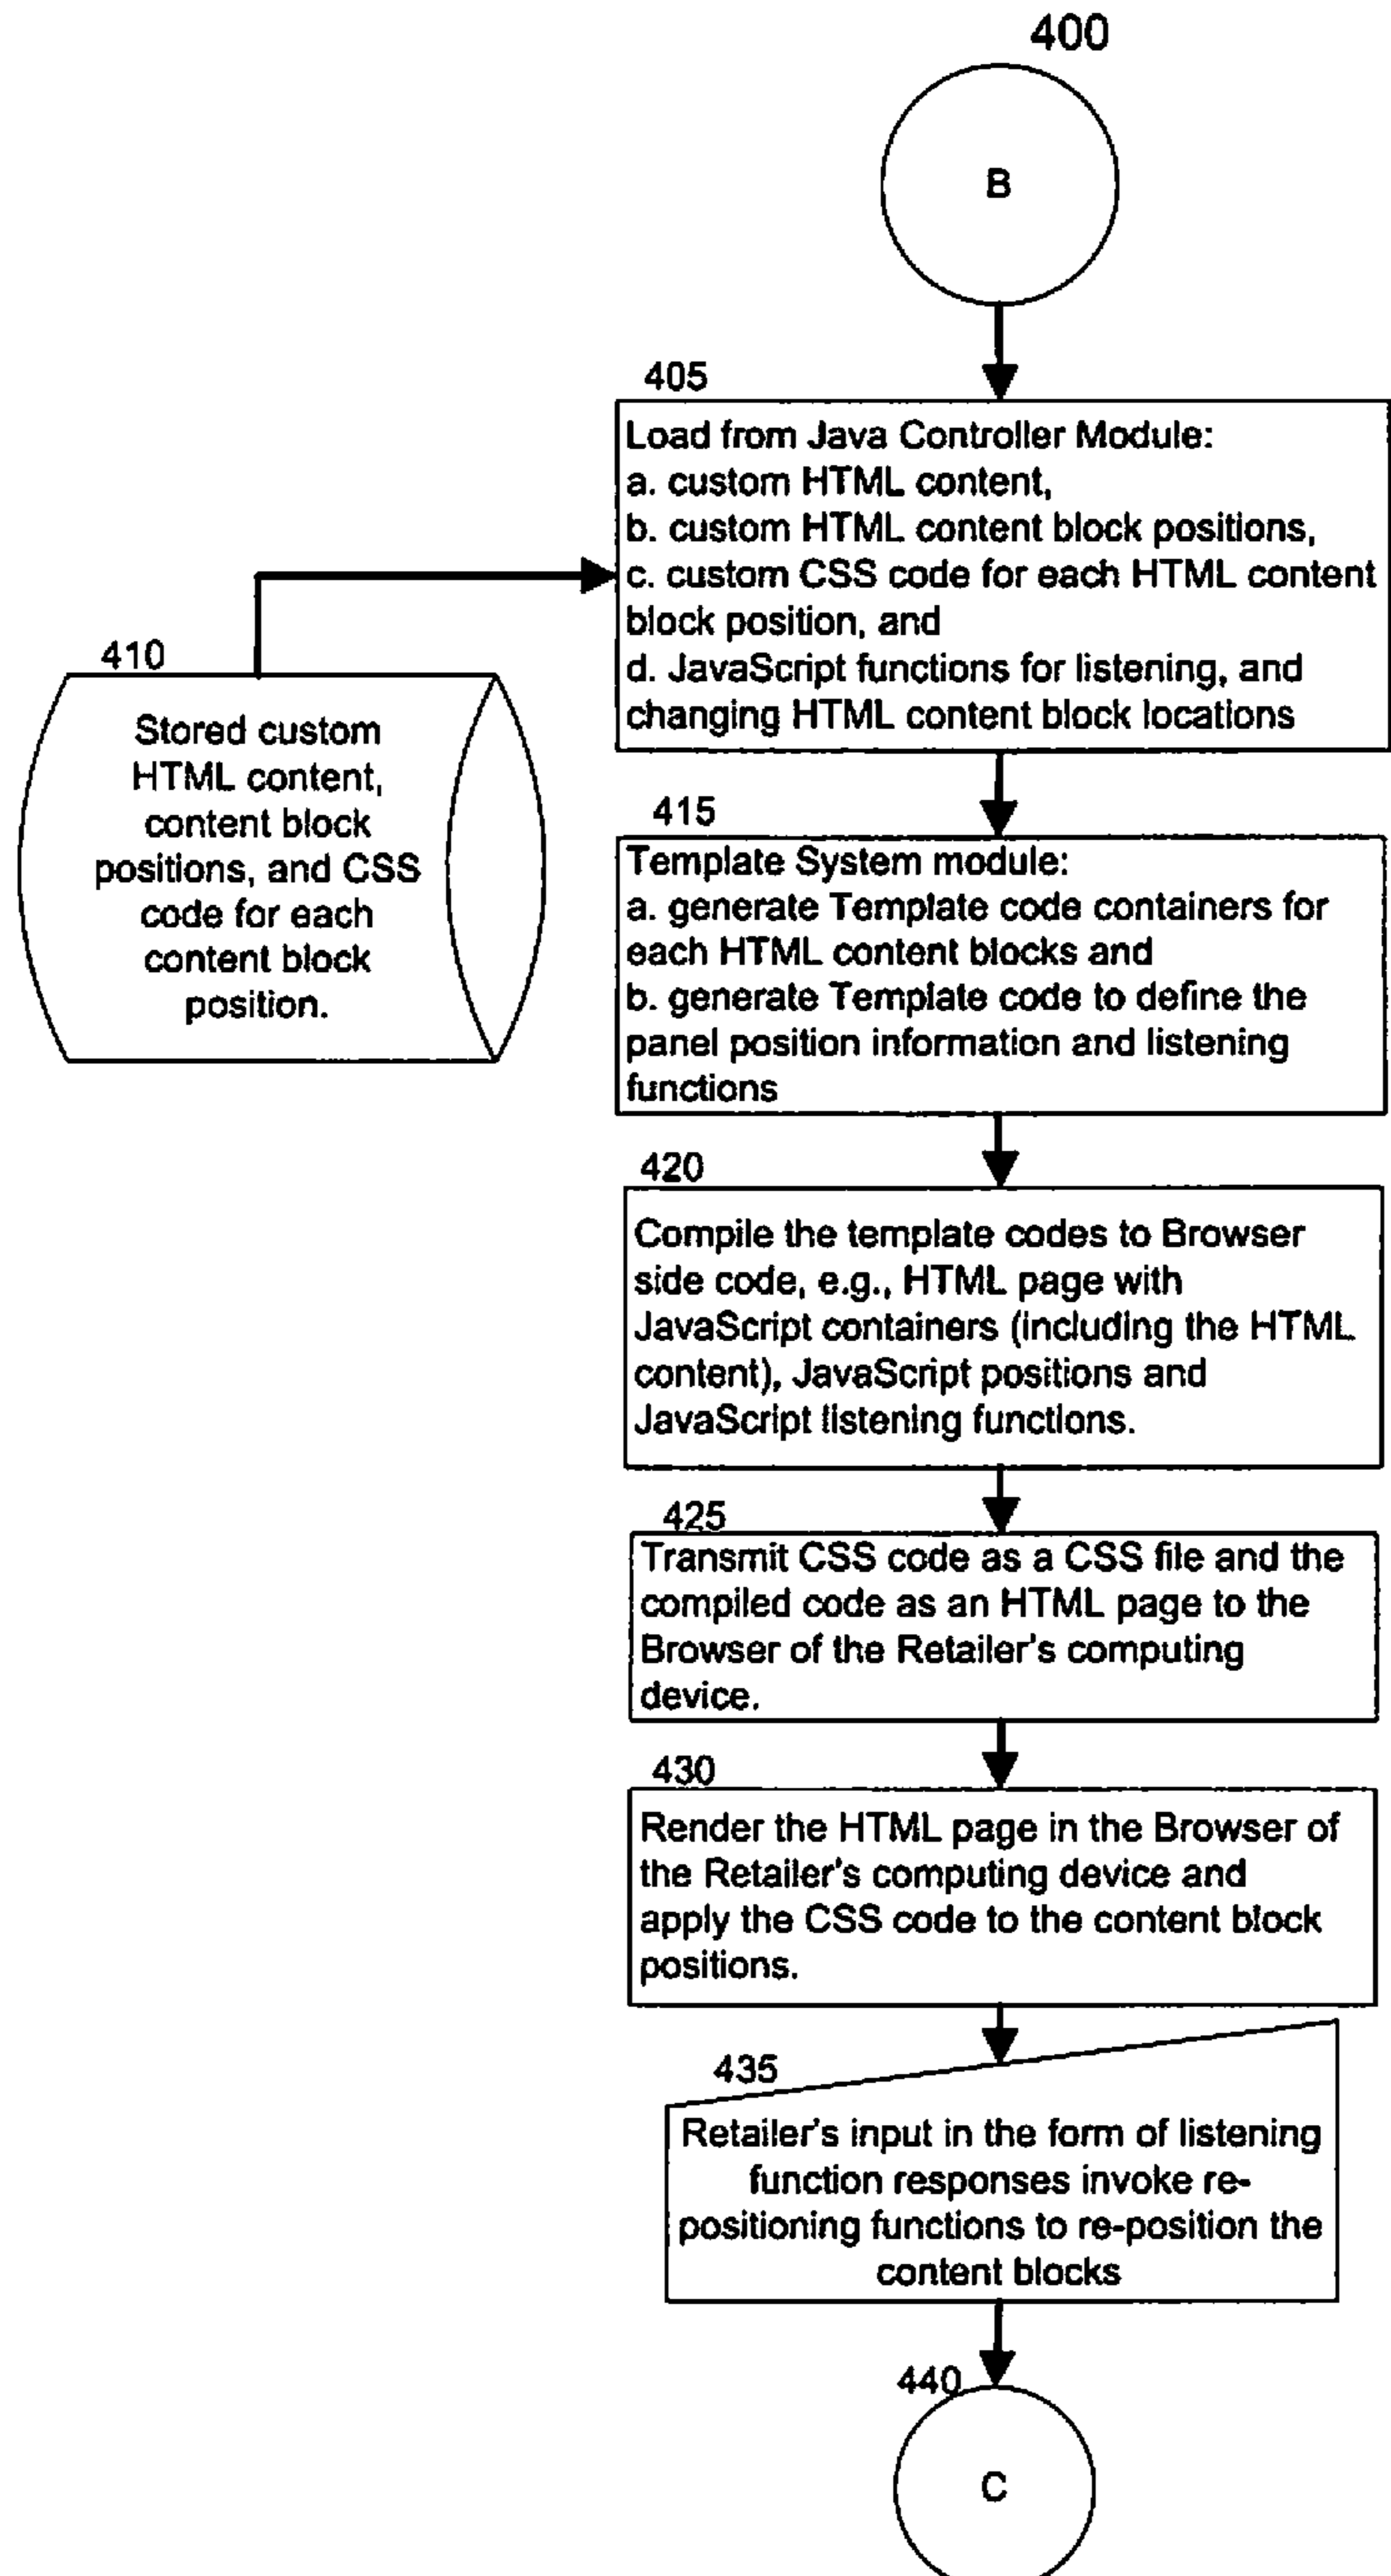 400
B
405
Load from Java Controller Module:
a. custom HTML content,
b. custom HTML content block positions,
c. custom CSS code for each HTML content
block position, and
d. JavaScript functions for listening, and
changing HTML content block locations
410
Stored custom
HTML content,
content block
positions, and CSS
code for each
content block
position.
415
Template System module:
a. generate Template code containers for
each HTML content blocks and
b. generate Template code to define the
panel position information and listening
functions
420
Compile the template codes to Browser
side code, e.g., HTML page with
JavaScript containers (including the HTML
content), JavaScript positions and
JavaScript listening functions.
425
Transmit CSS code as a CSS file and the
compiled code as an HTML page to the
Browser of the Retailer's computing
device.
430
Render the HTML page in the Browser of
the Retailer's computing device and
apply the CSS code to the content block
positions.
435
Retailer's input in the form of listening
function responses invoke re-
positioning functions to re-position the
content blocks
440
C